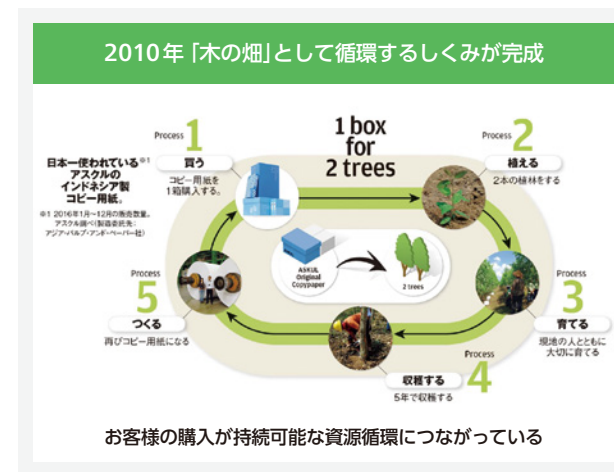 2010年「木の畑」として循環するしくみが完成
1 box
for
2 trees
日本一使われている※1
アスクルの
インドネシア製
コピー用紙。
※1 2016年1月〜12月の販売数量。
アスクル調べ(製造委託先:
アジア・パルプ・アンド・ペーパー社)
Process 1
買う
コピー用紙を
1箱購入する。
Process 2
植える
2本の植林をする
ASKUL
Original
Copypaper
2 trees
Process 3
育てる
現地の人とともに
大切に育てる
Process 4
収穫する
5年で収穫する
Process 5
つくる
再びコピー用紙になる
お客様の購入が持続可能な資源循環につながっている